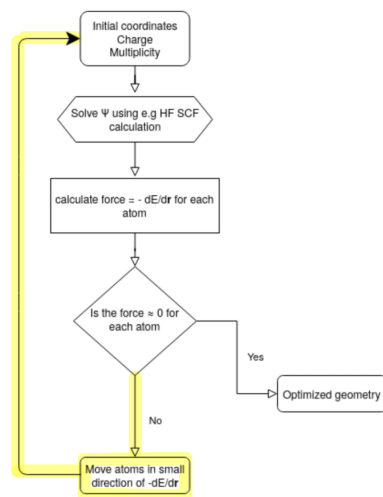 Initial coordinates
Charge
Multiplicity
Solve Ψ using e.g HF SCF
calculation
calculate force = - dE/dr for each
atom
Is the force ≈ 0 for
each atom
Yes
Optimized geometry
No
Move atoms in small
direction of -dE/dr